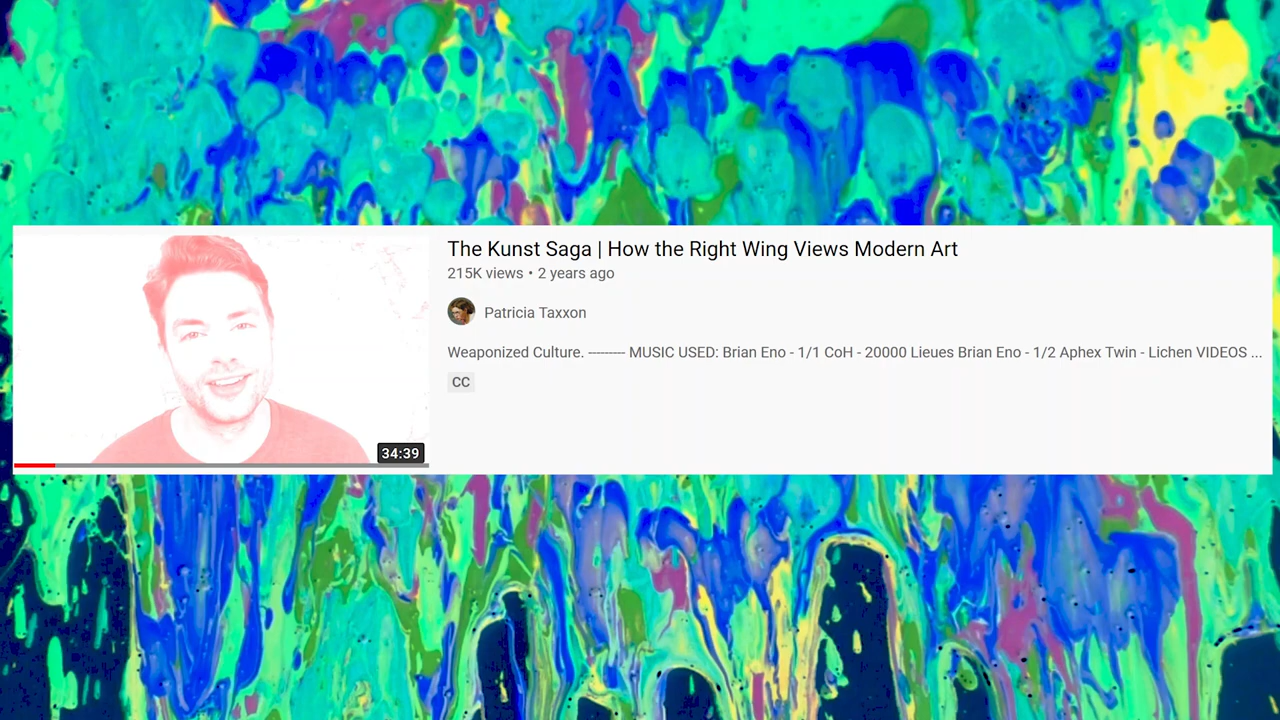 The Kunst Saga | How the Right Wing Views Modern Art
215K views • 2 years ago
Patricia Taxxon
Weaponized Culture. --------- MUSIC USED: Brian Eno - 1/1 CoH - 20000 Lieues Brian Eno - 1/2 Aphex Twin - Lichen VIDEOS ...
CC
34:39